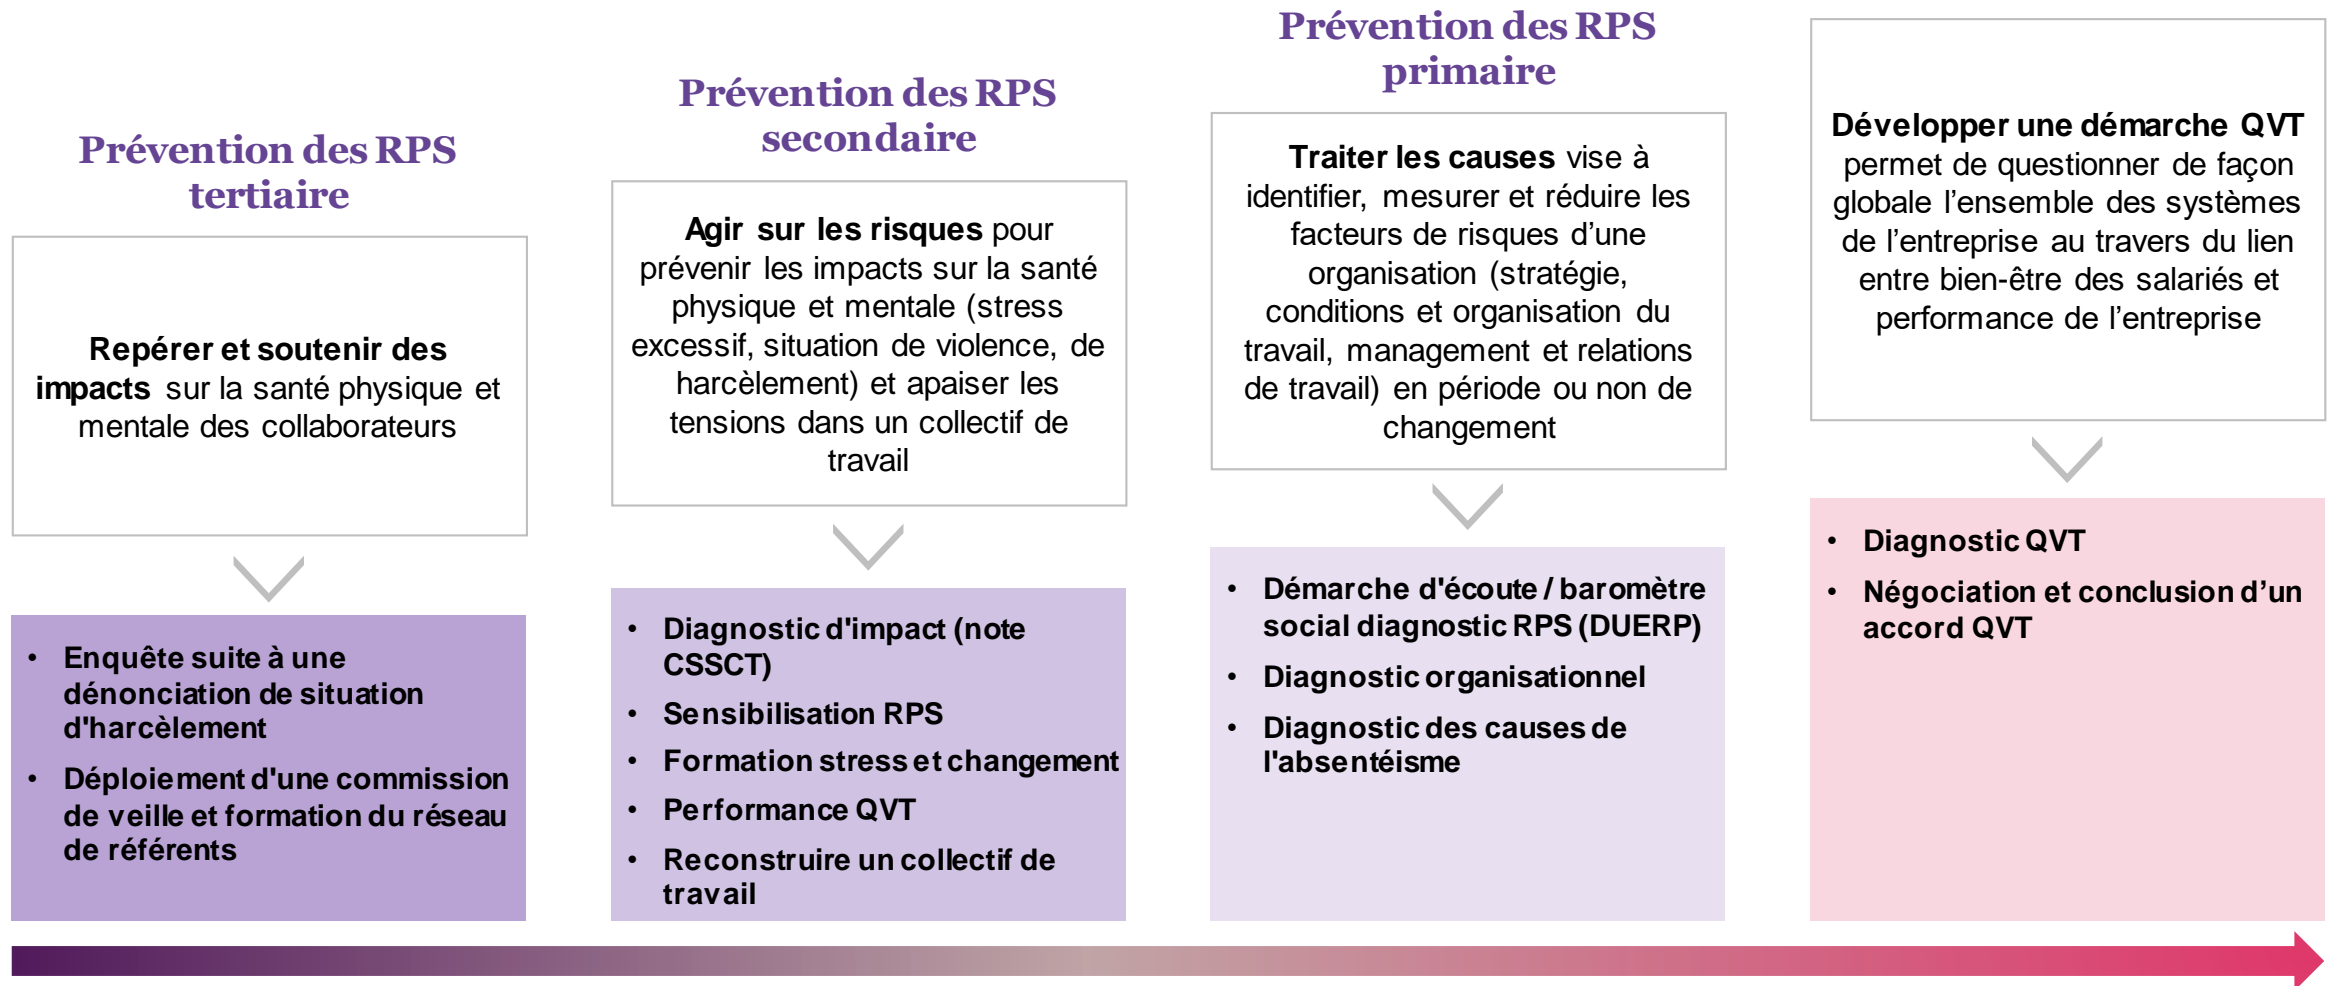 Prévention des RPS
tertiaire
Repérer et soutenir des
impacts sur la santé physique et
mentale des collaborateurs
• Enquête suite à une
dénonciation de situation
d'harcèlement
• Déploiement d'une commission
de veille et formation du réseau
de référents
Prévention des RPS
secondaire
Agir sur les risques pour
prévenir les impacts sur la santé
physique et mentale (stress
excessif, situation de violence, de
harcèlement) et apaiser les
tensions dans un collectif de
travail
• Diagnostic d'impact (note
CSSCT)
• Sensibilisation RPS
• Formation stress et changement
• Performance QVT
• Reconstruire un collectif de
travail
Prévention des RPS
primaire
Traiter les causes vise à
identifier, mesurer et réduire les
facteurs de risques d’une
organisation (stratégie,
conditions et organisation du
travail, management et relations
de travail) en période ou non de
changement
• Démarche d'écoute / baromètre
social diagnostic RPS (DUERP)
• Diagnostic organisationnel
• Diagnostic des causes de
l'absentéisme
Développer une démarche QVT
permet de questionner de façon
globale l’ensemble des systèmes
de l’entreprise au travers du lien
entre bien-être des salariés et
performance de l’entreprise
• Diagnostic QVT
• Négociation et conclusion d’un
accord QVT